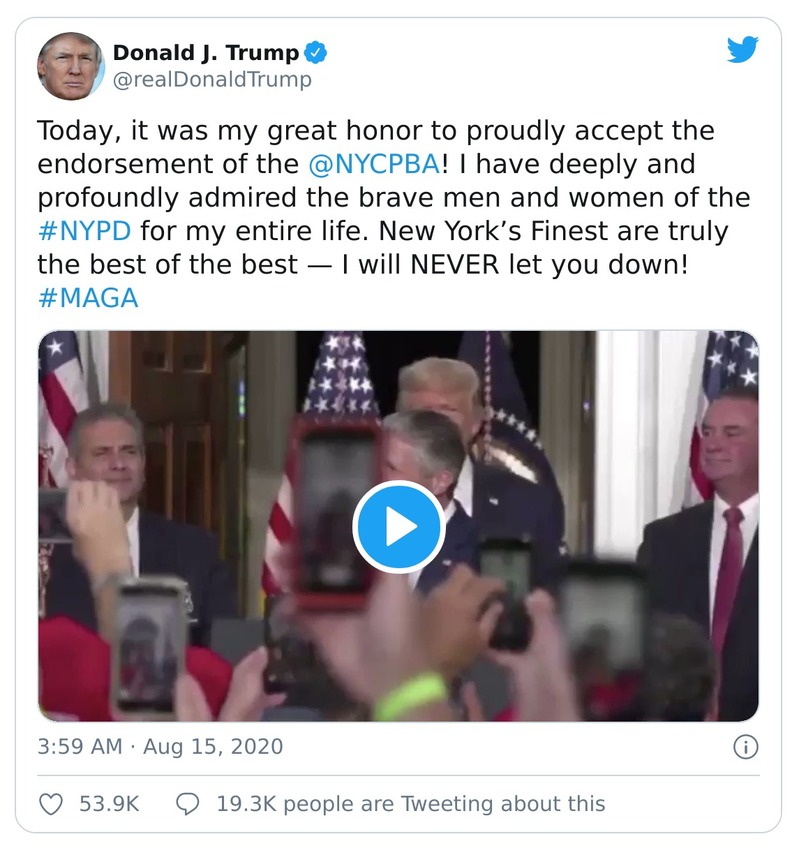 Donald J. Trump
@realDonaldTrump
Today, it was my great honor to proudly accept the
endorsement of the @NYCPBA! I have deeply and
profoundly admired the brave men and women of the
#NYPD for my entire life. New York’s Finest are truly
the best of the best — I will NEVER let you down!
#MAGA
3:59 AM · Aug 15, 2020
53.9K 19.3K people are Tweeting about this